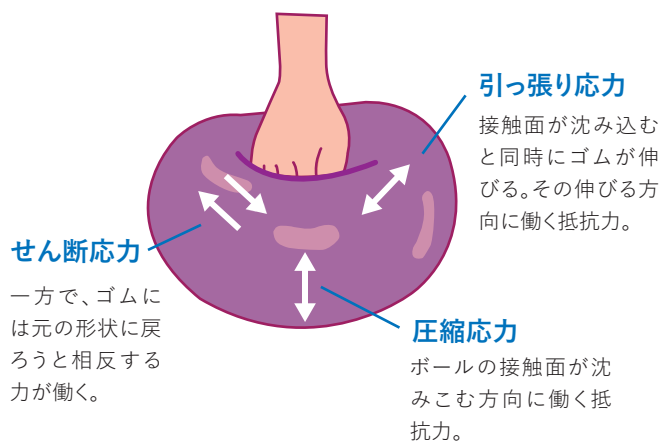 引っ張り応力
接触面が沈み込む
と同時にゴムが伸
びる。その伸びる方
向に働く抵抗力。
せん断応力
一方で、ゴムに
は元の形状に戻
ろうと相反する
力が働く。
圧縮応力
ボールの接触面が沈
みこむ方向に働く抵
抗力。